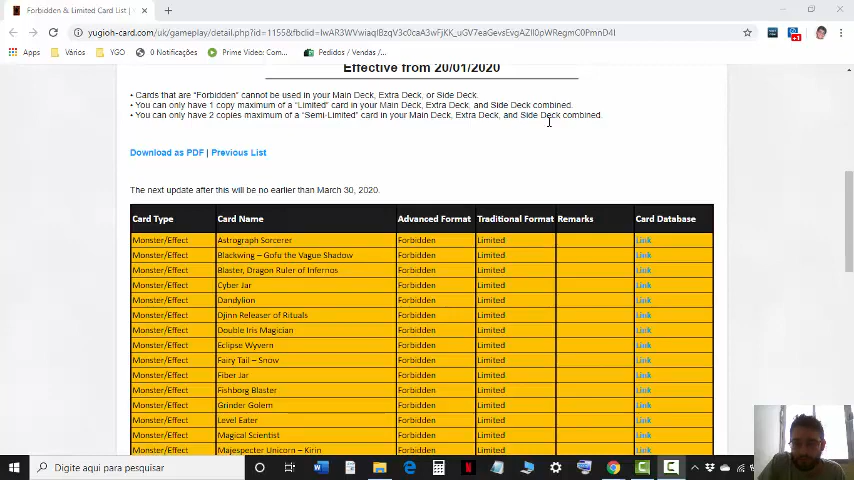 Forbidden & Limited Card List | Y
yugioh-card.com/uk/gameplay/detail.php?id=1155&fbclid=IwAR3WVwiaqI
Apps Vários YGO 0 Notificações Prime Video: Com... Pedidos / Vendas /...
Effective from 20/01/2020
• Cards that are "Forbidden" cannot be used in your Main Deck, Extra Deck, or Side Deck.
• You can only have 1 copy maximum of a "Limited" card in your Main Deck, Extra Deck, and Side Deck combined.
• You can only have 2 copies maximum of a "Semi-Limited" card in your Main Deck, Extra Deck, and Side Deck combined.
Download as PDF | Previous List
The next update after this will be no earlier than March 30, 2020.
Card Type Card Name Advanced Format Traditional Format Remarks Card Database
Monster/Effect Astrograph Sorcerer Forbidden Limited Link
Monster/Effect Blackwing – Gofu the Vague Shadow Forbidden Limited Link
Monster/Effect Blaster, Dragon Ruler of Infernos Forbidden Limited Link
Monster/Effect Cyber Jar Forbidden Limited Link
Monster/Effect Dandylion Forbidden Limited Link
Monster/Effect Djinn Releaser of Rituals Forbidden Limited Link
Monster/Effect Double Iris Magician Forbidden Limited Link
Monster/Effect Eclipse Wyvern Forbidden Limited Link
Monster/Effect Fairy Tail – Snow Forbidden Limited Link
Monster/Effect Fiber Jar Forbidden Limited Link
Monster/Effect Fishborg Blaster Forbidden Limited Link
Monster/Effect Grinder Golem Forbidden Limited Link
Monster/Effect Level Eater Forbidden Limited Link
Monster/Effect Magical Scientist Forbidden Limited Link
Monster/Effect Majespecter Unicorn – Kirin Forbidden Limited Link
Digite aqui para pesquisar